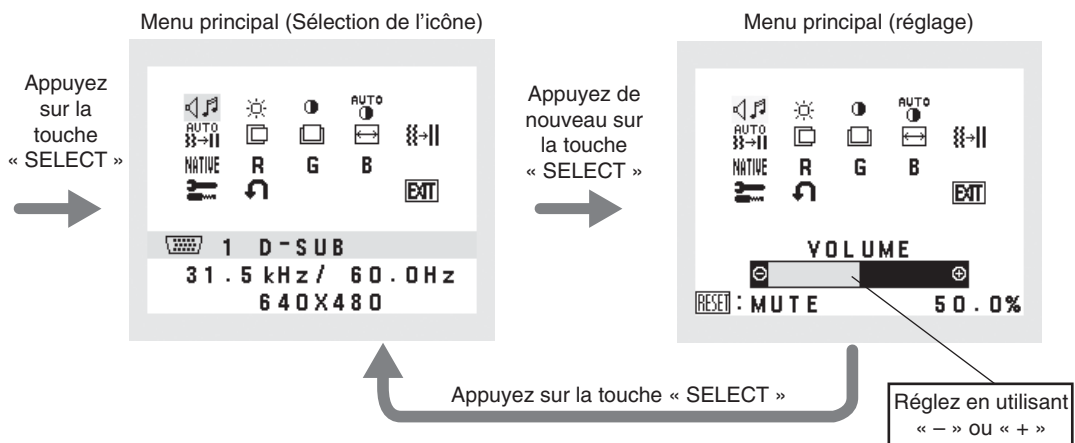 Menu principal (Sélection de l'icône)
Menu principal (réglage)
Appuyez
sur la
touche
« SELECT »
AUTO
AUTO
NATIVE R G B
EXIT
1 D-SUB
31.5 kHz/ 60.0Hz
640X480
Appuyez de
nouveau sur
la touche
« SELECT »
AUTO
AUTO
NATIVE R G B
EXIT
VOLUME
RESET : MUTE 50.0%
Appuyez sur la touche « SELECT »
Réglez en utilisant
« – » ou « + »